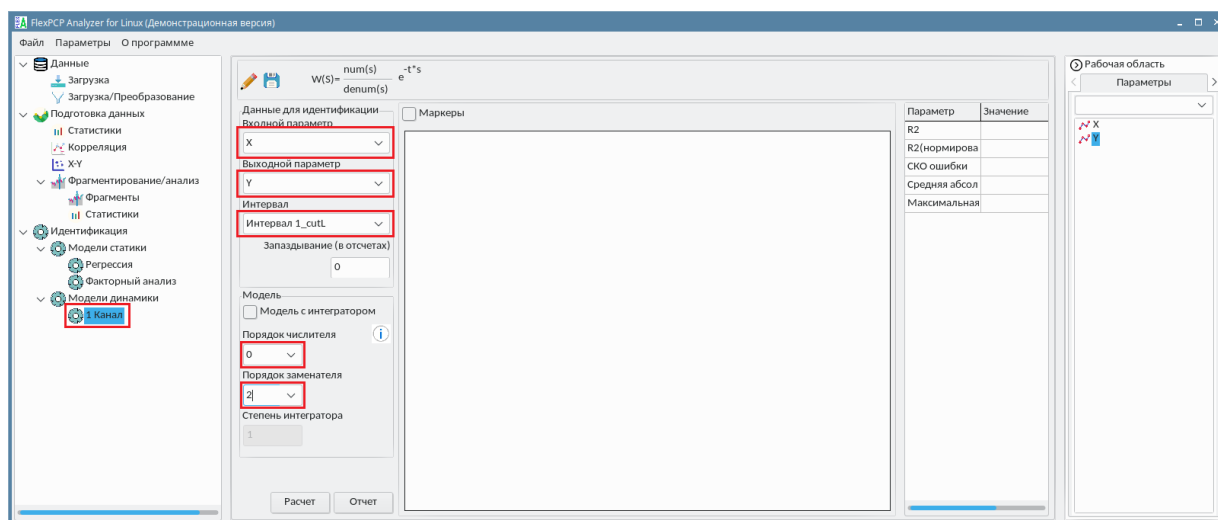 FlexPCP Analyzer for Linux (Демонстрационная версия)
Файл Параметры О программме
Данные
Загрузка
Загрузка/Преобразование
Подготовка данных
Статистики
Корреляция
X-Y
Фрагментирование/анализ
Фрагменты
Статистики
Идентификация
Модели статики
Регрессия
Факторный анализ
Модели динамики
1 Канал
W(S)= num(s) e -t*s
denum(s)
Данные для идентификации
Входной параметр
X
Выходной параметр
Y
Интервал
Интервал 1_cutL
Запаздывание (в отсчетах)
0
Модель
Модель с интегратором
Порядок числителя
0
Порядок заменателя
2
Степень интегратора
1
Расчет Отчет
Маркеры
Параметр Значение
R2
R2(нормирова
СКО ошибки
Средняя абсол
Максимальная
Рабочая область
Параметры
X
Y